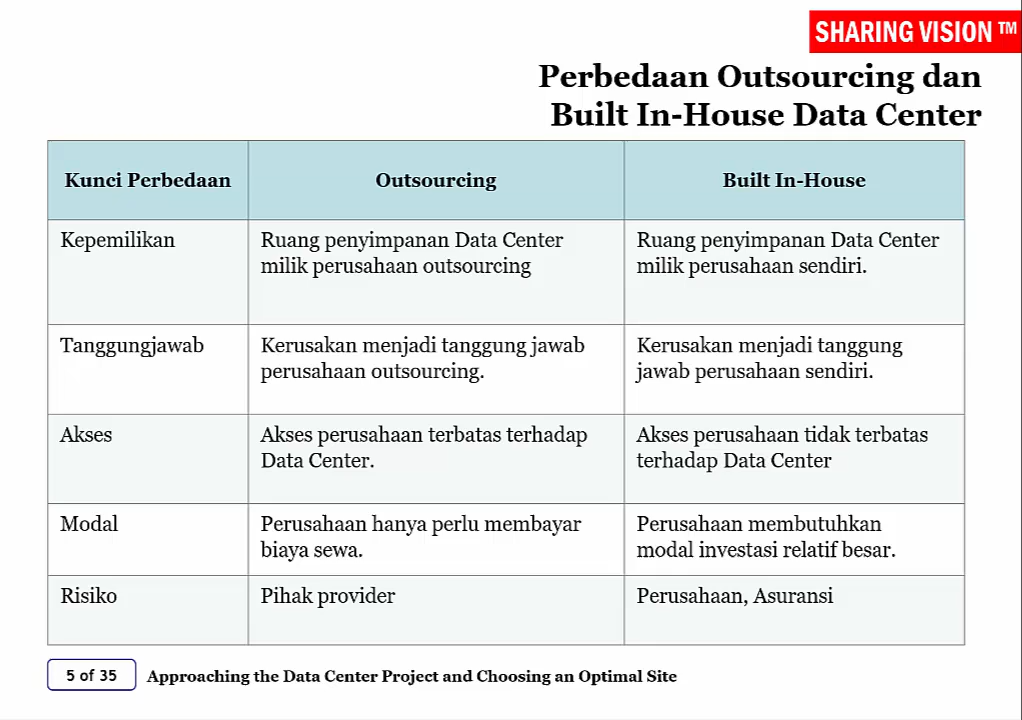 SHARING VISION ™
Perbedaan Outsourcing dan
Built In-House Data Center
Kunci Perbedaan
Outsourcing
Built In-House
Kepemilikan
Ruang penyimpanan Data Center
milik perusahaan outsourcing
Ruang penyimpanan Data Center
milik perusahaan sendiri.
Tanggungjawab
Kerusakan menjadi tanggung jawab
perusahaan outsourcing.
Kerusakan menjadi tanggung
jawab perusahaan sendiri.
Akses
Akses perusahaan terbatas terhadap
Data Center.
Akses perusahaan tidak terbatas
terhadap Data Center
Modal
Perusahaan hanya perlu membayar
biaya sewa.
Perusahaan membutuhkan
modal investasi relatif besar.
Risiko
Pihak provider
Perusahaan, Asuransi
5 of 35
Approaching the Data Center Project and Choosing an Optimal Site